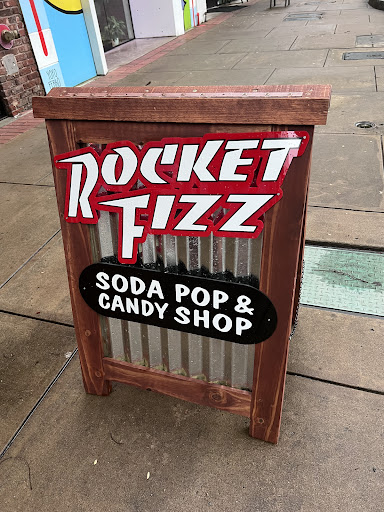 ROCKET
FIZZ
SODA POP &
CANDY SHOP